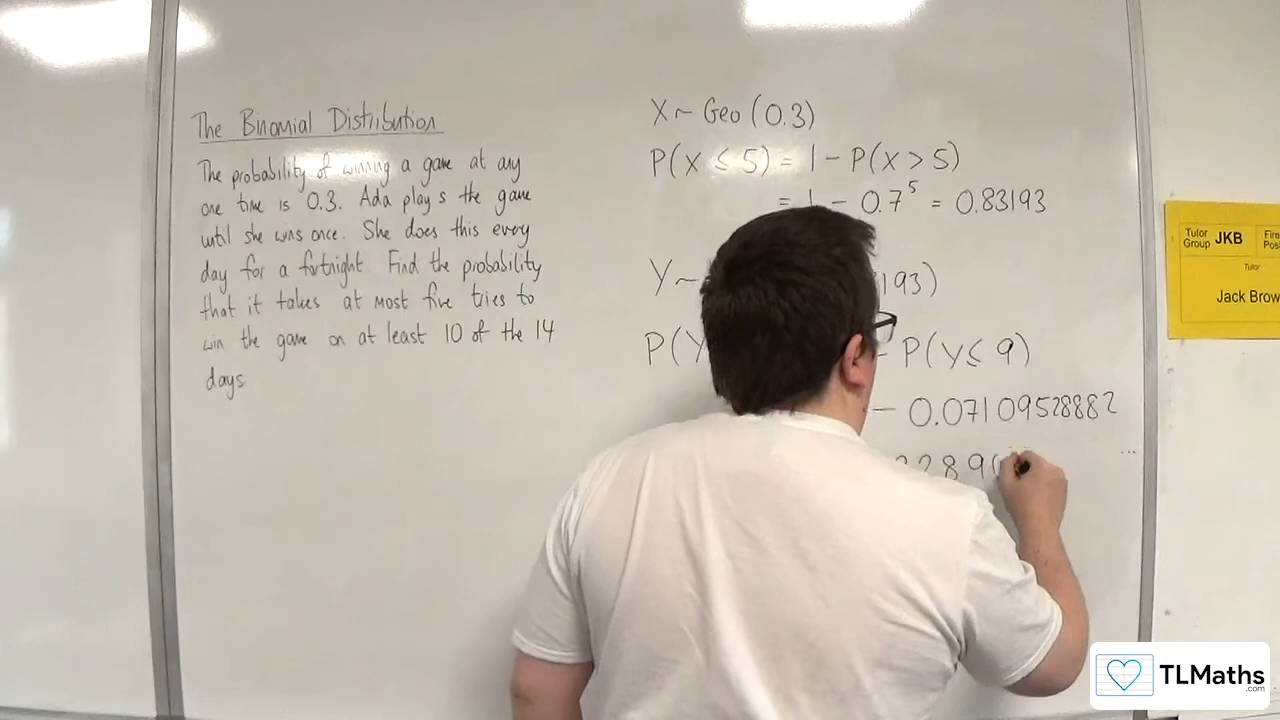 The Binomial Distribution
The probability of winning a game at any
one time is 0.3. Ada plays the game
until she wins once. She does this every
day for a fortnight. Find the probability
that it takes at most five tries to
win the game on at least 10 of the 14
days
X ~ Geo (0.3)
P(X ≤ 5) = 1 - P(X > 5)
= 1 - 0.7⁵ = 0.83193
Y ~ 193)
P(Y - P(Y ≤ 9)
- 0.07109528882
...
289
Tutor Group JKB
Tutor
Jack Brow
TLMaths
.com